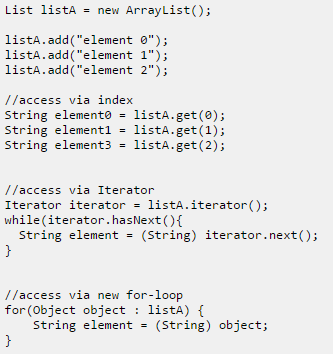 List listA = new ArrayList();
listA.add("element 0");
listA.add("element 1");
listA.add("element 2");
//access via index
String element0 = listA.get(0);
String element1 = listA.get(1);
String element3 = listA.get(2);
//access via Iterator
Iterator iterator = listA.iterator();
while(iterator.hasNext(){
String element = (String) iterator.next();
}
//access via new for-loop
for(Object object : listA) {
String element = (String) object;
}